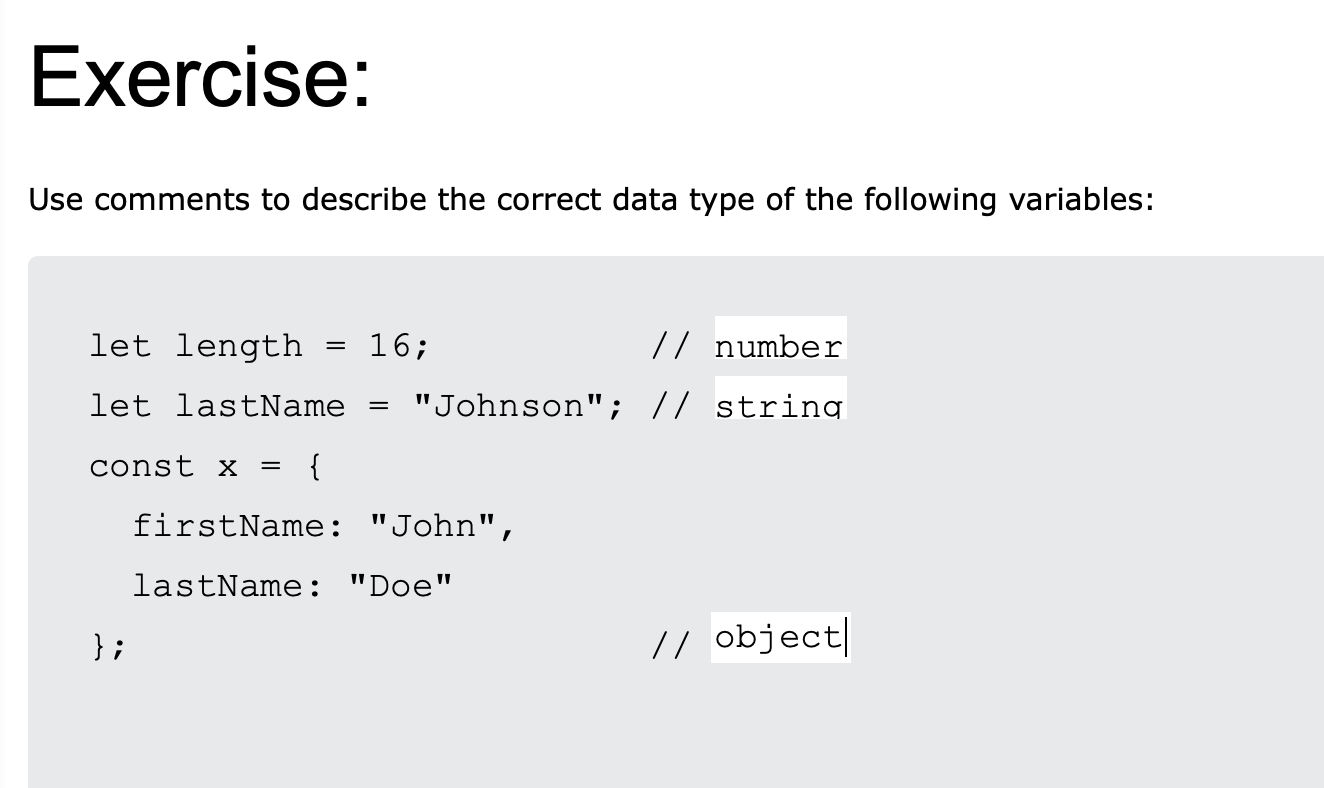 Exercise:
Use comments to describe the correct data type of the following variables:
let length = 16;          // number
let lastName = "Johnson"; // string
const x = {
  firstName: "John",
  lastName: "Doe"
};                        // object